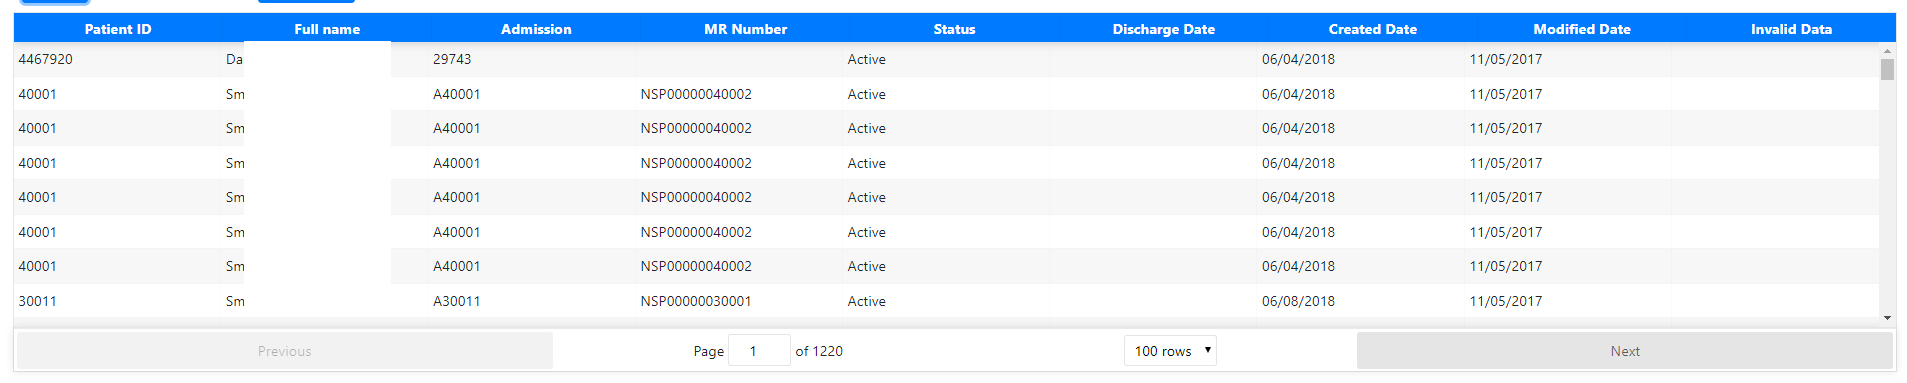 Patient ID Full name Admission MR Number Status Discharge Date Created Date Modified Date Invalid Data
4467920 Da 29743 Active 06/04/2018 11/05/2017
40001 Sm A40001 NSP00000040002 Active 06/04/2018 11/05/2017
40001 Sm A40001 NSP00000040002 Active 06/04/2018 11/05/2017
40001 Sm A40001 NSP00000040002 Active 06/04/2018 11/05/2017
40001 Sm A40001 NSP00000040002 Active 06/04/2018 11/05/2017
40001 Sm A40001 NSP00000040002 Active 06/04/2018 11/05/2017
40001 Sm A40001 NSP00000040002 Active 06/04/2018 11/05/2017
30011 Sm A30011 NSP00000030001 Active 06/08/2018 11/05/2017
Previous Page 1 of 1220 100 rows Next